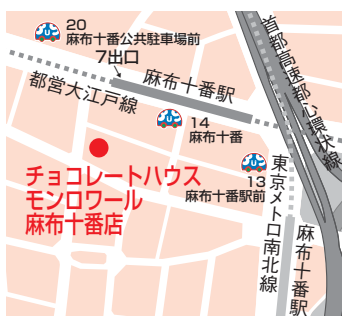 20
麻布十番公共駐車場前
7出口
麻布十番駅
都営大江戸線
首都高速都心環状線
14
麻布十番
13
麻布十番駅前
チョコレートハウス
モンロワール
麻布十番店
東京メトロ南北線
麻布十番駅